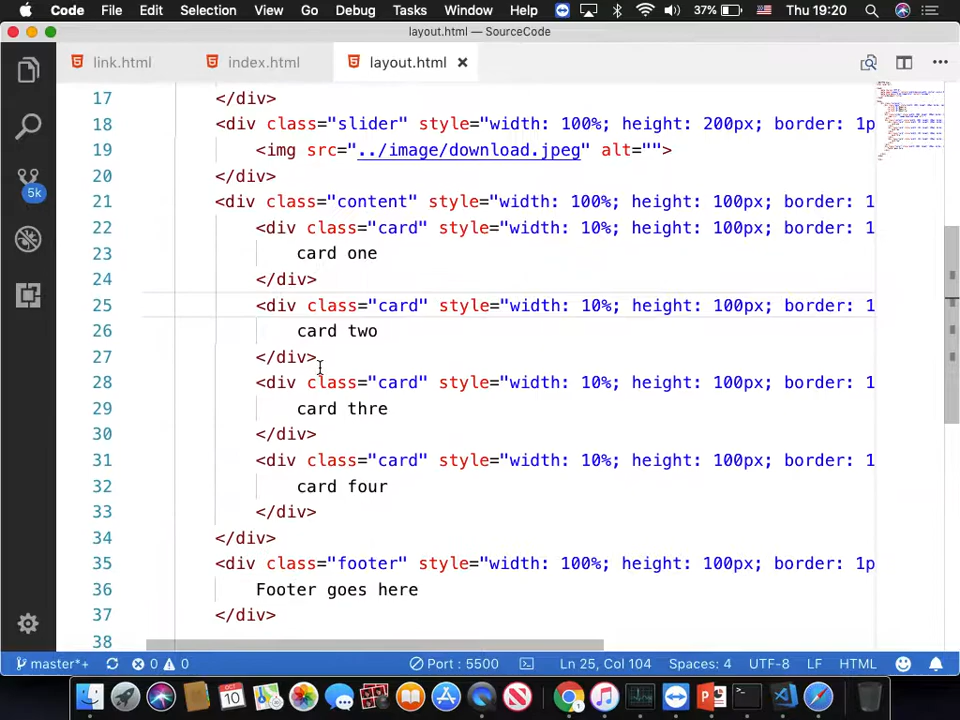 Code File Edit Selection View Go Debug Tasks Window Help 37% Thu 19:20
layout.html — SourceCode
link.html index.html layout.html
17 </div>
18 <div class="slider" style="width: 100%; height: 200px; border: 1p
19 <img src="../image/download.jpeg" alt="">
20 </div>
21 <div class="content" style="width: 100%; height: 100px; border: 1
22 <div class="card" style="width: 10%; height: 100px; border: 1
23 card one
24 </div>
25 <div class="card" style="width: 10%; height: 100px; border: 1
26 card two
27 </div>
28 <div class="card" style="width: 10%; height: 100px; border: 1
29 card thre
30 </div>
31 <div class="card" style="width: 10%; height: 100px; border: 1
32 card four
33 </div>
34 </div>
35 <div class="footer" style="width: 100%; height: 100px; border: 1p
36 Footer goes here
37 </div>
38
5k
master*+ 0 0 Port : 5500 Ln 25, Col 104 Spaces: 4 UTF-8 LF HTML
OCT
10